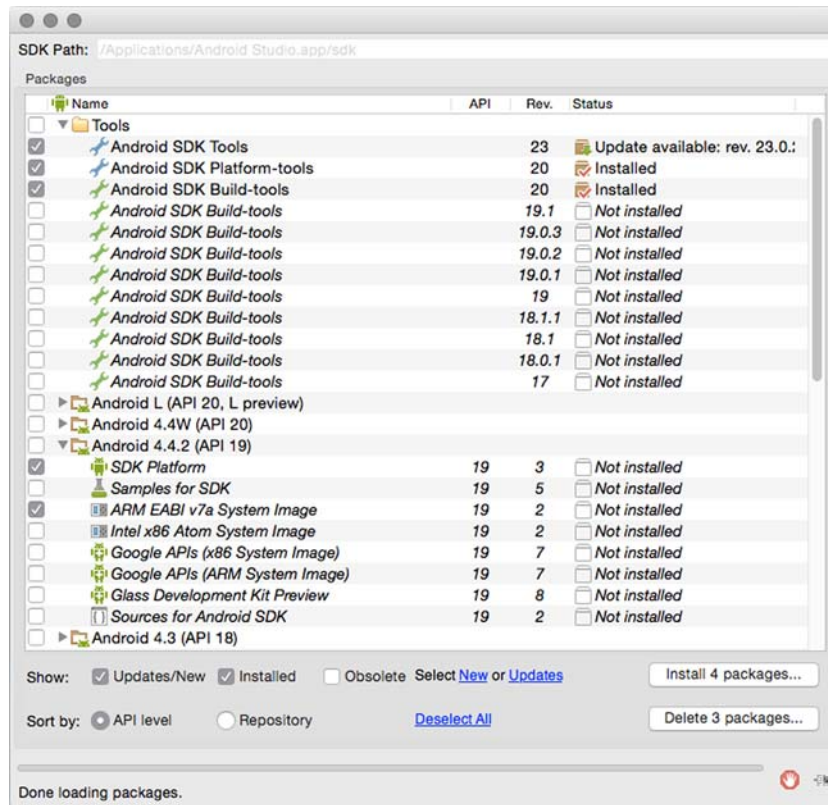 SDK Path: /Applications/Android Studio.app/sdk
Packages
Name API Rev. Status
Tools
Android SDK Tools 23 Update available: rev. 23.0.
Android SDK Platform-tools 20 Installed
Android SDK Build-tools 20 Installed
Android SDK Build-tools 19.1 Not installed
Android SDK Build-tools 19.0.3 Not installed
Android SDK Build-tools 19.0.2 Not installed
Android SDK Build-tools 19.0.1 Not installed
Android SDK Build-tools 19 Not installed
Android SDK Build-tools 18.1.1 Not installed
Android SDK Build-tools 18.1 Not installed
Android SDK Build-tools 18.0.1 Not installed
Android SDK Build-tools 17 Not installed
Android L (API 20, L preview)
Android 4.4W (API 20)
Android 4.4.2 (API 19)
SDK Platform 19 3 Not installed
Samples for SDK 19 5 Not installed
ARM EABI v7a System Image 19 2 Not installed
Intel x86 Atom System Image 19 2 Not installed
Google APIs (x86 System Image) 19 7 Not installed
Google APIs (ARM System Image) 19 7 Not installed
Glass Development Kit Preview 19 8 Not installed
Sources for Android SDK 19 2 Not installed
Android 4.3 (API 18)
Show: Updates/New Installed Obsolete Select New or Updates Install 4 packages...
Sort by: API level Repository Deselect All Delete 3 packages...
Done loading packages.